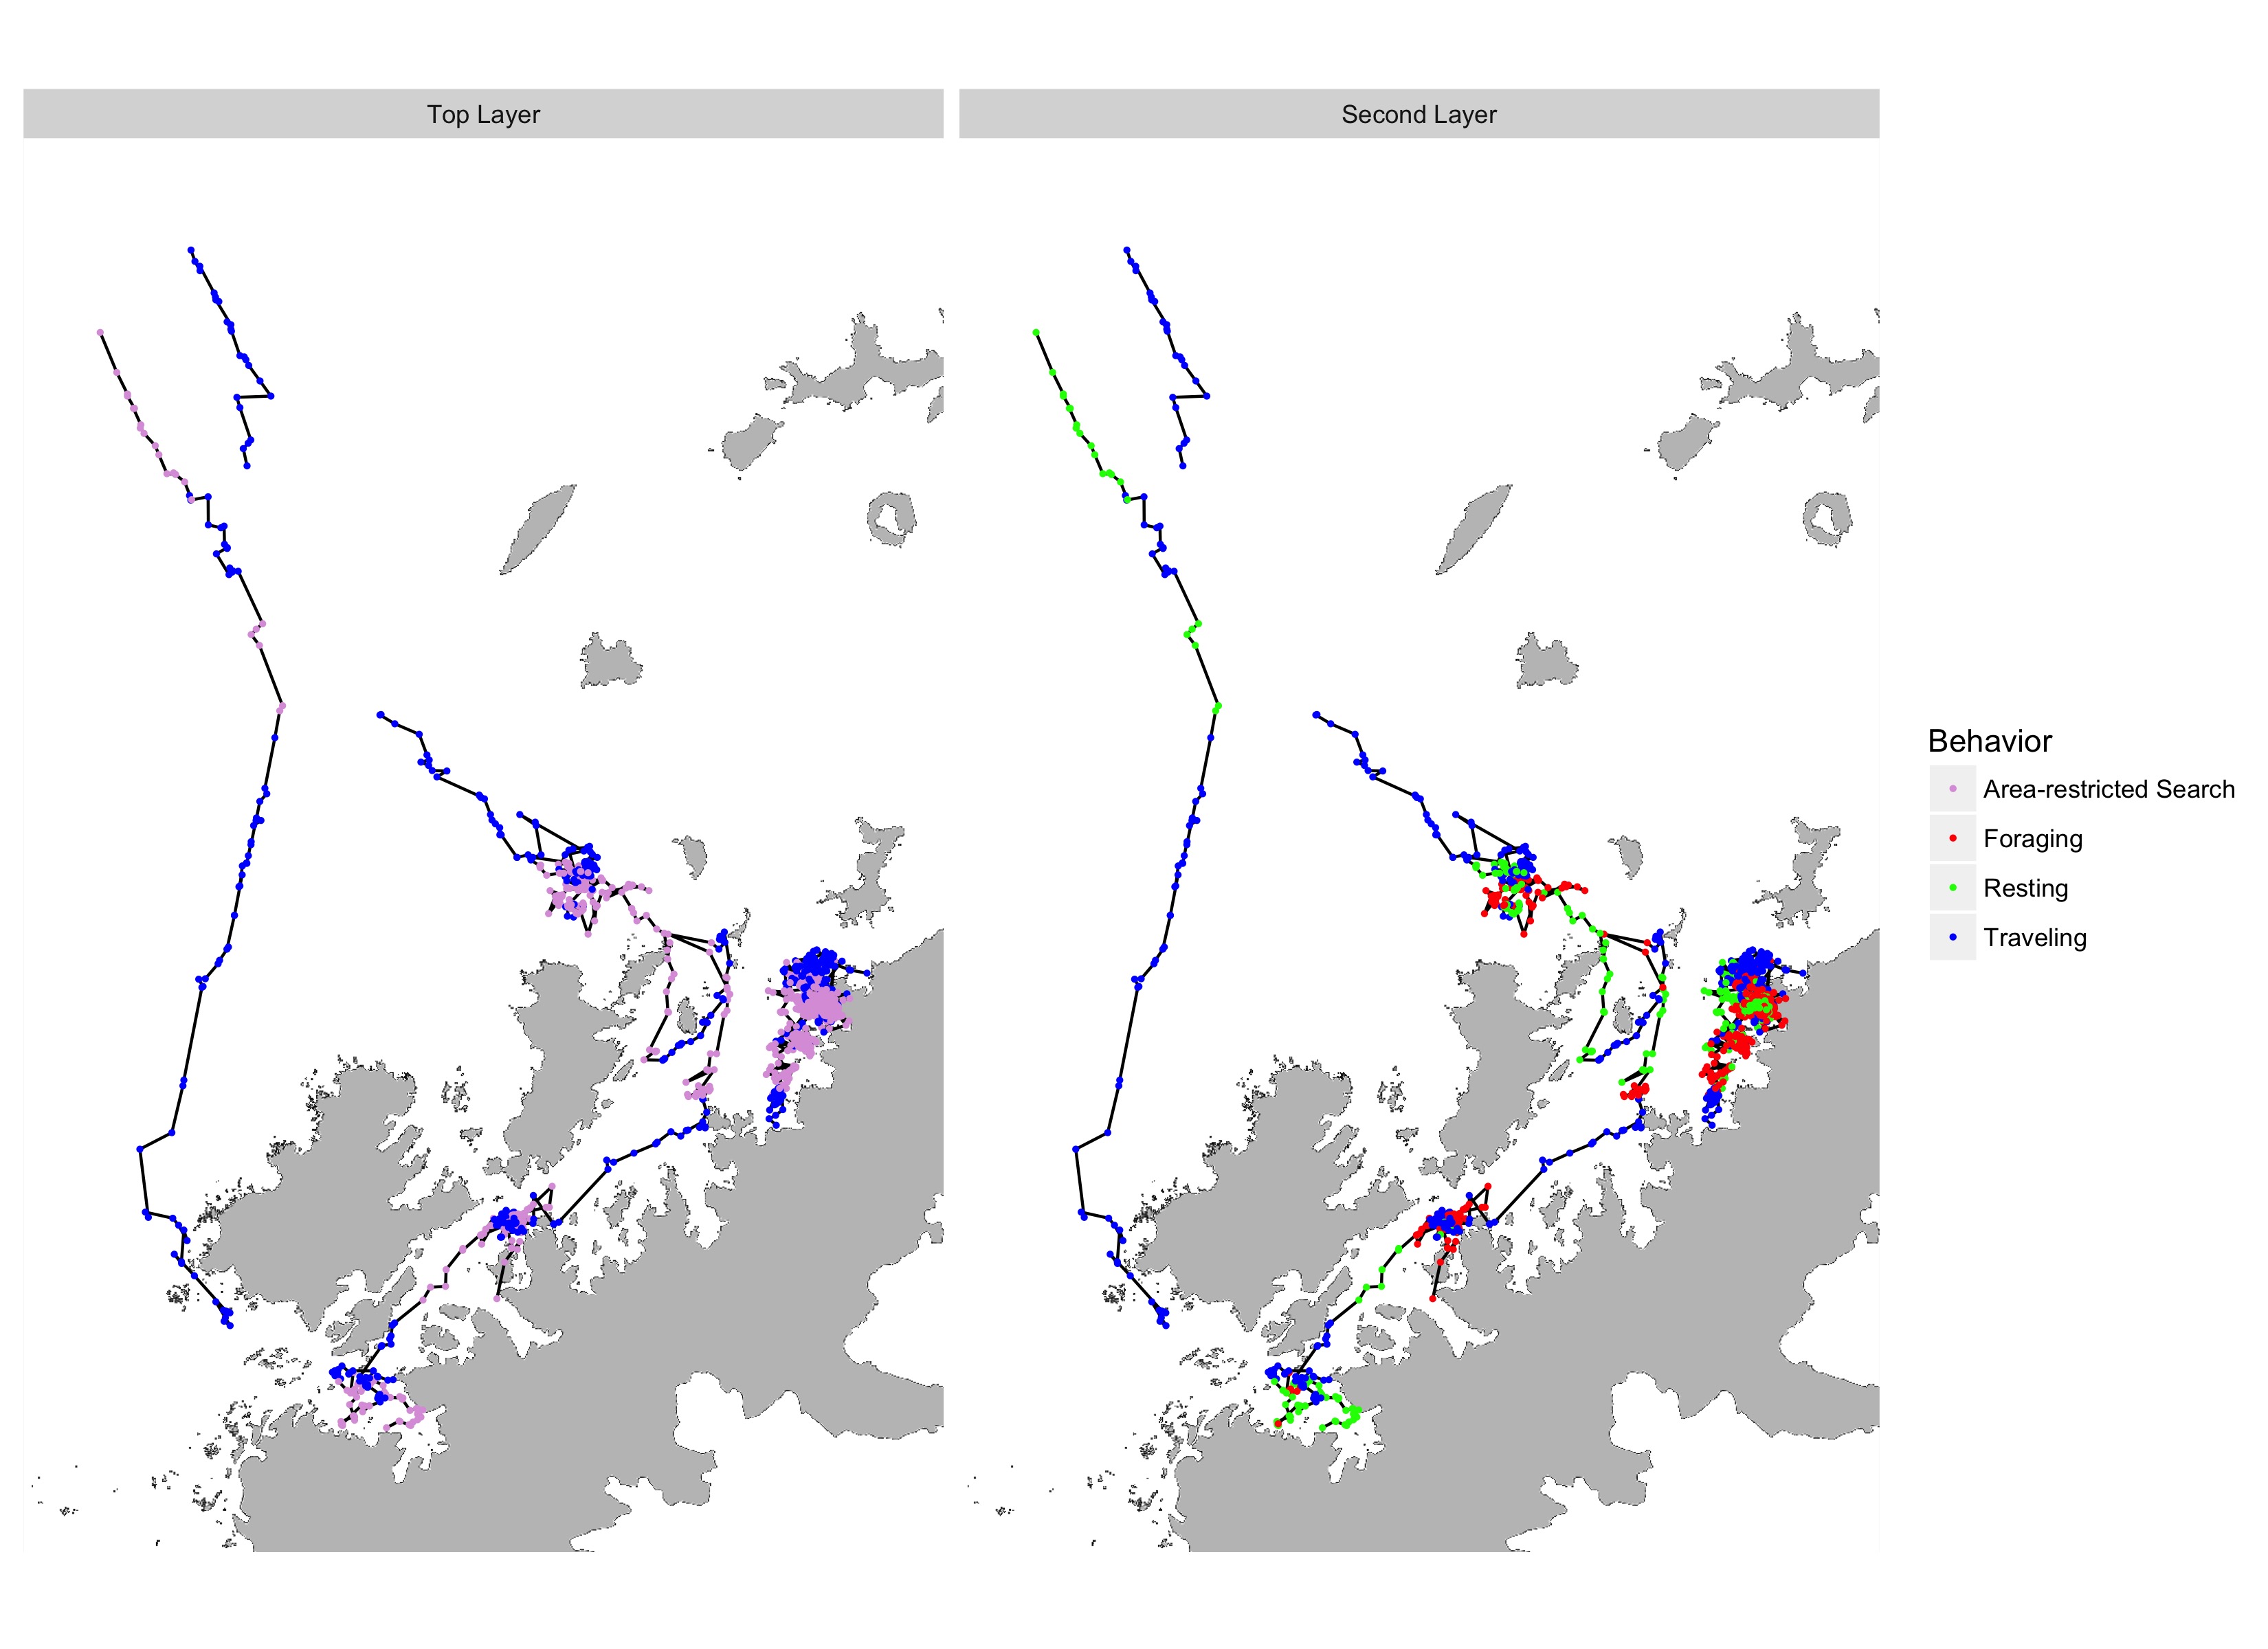 Top Layer
Second Layer
Behavior
Area-restricted Search
Foraging
Resting
Traveling